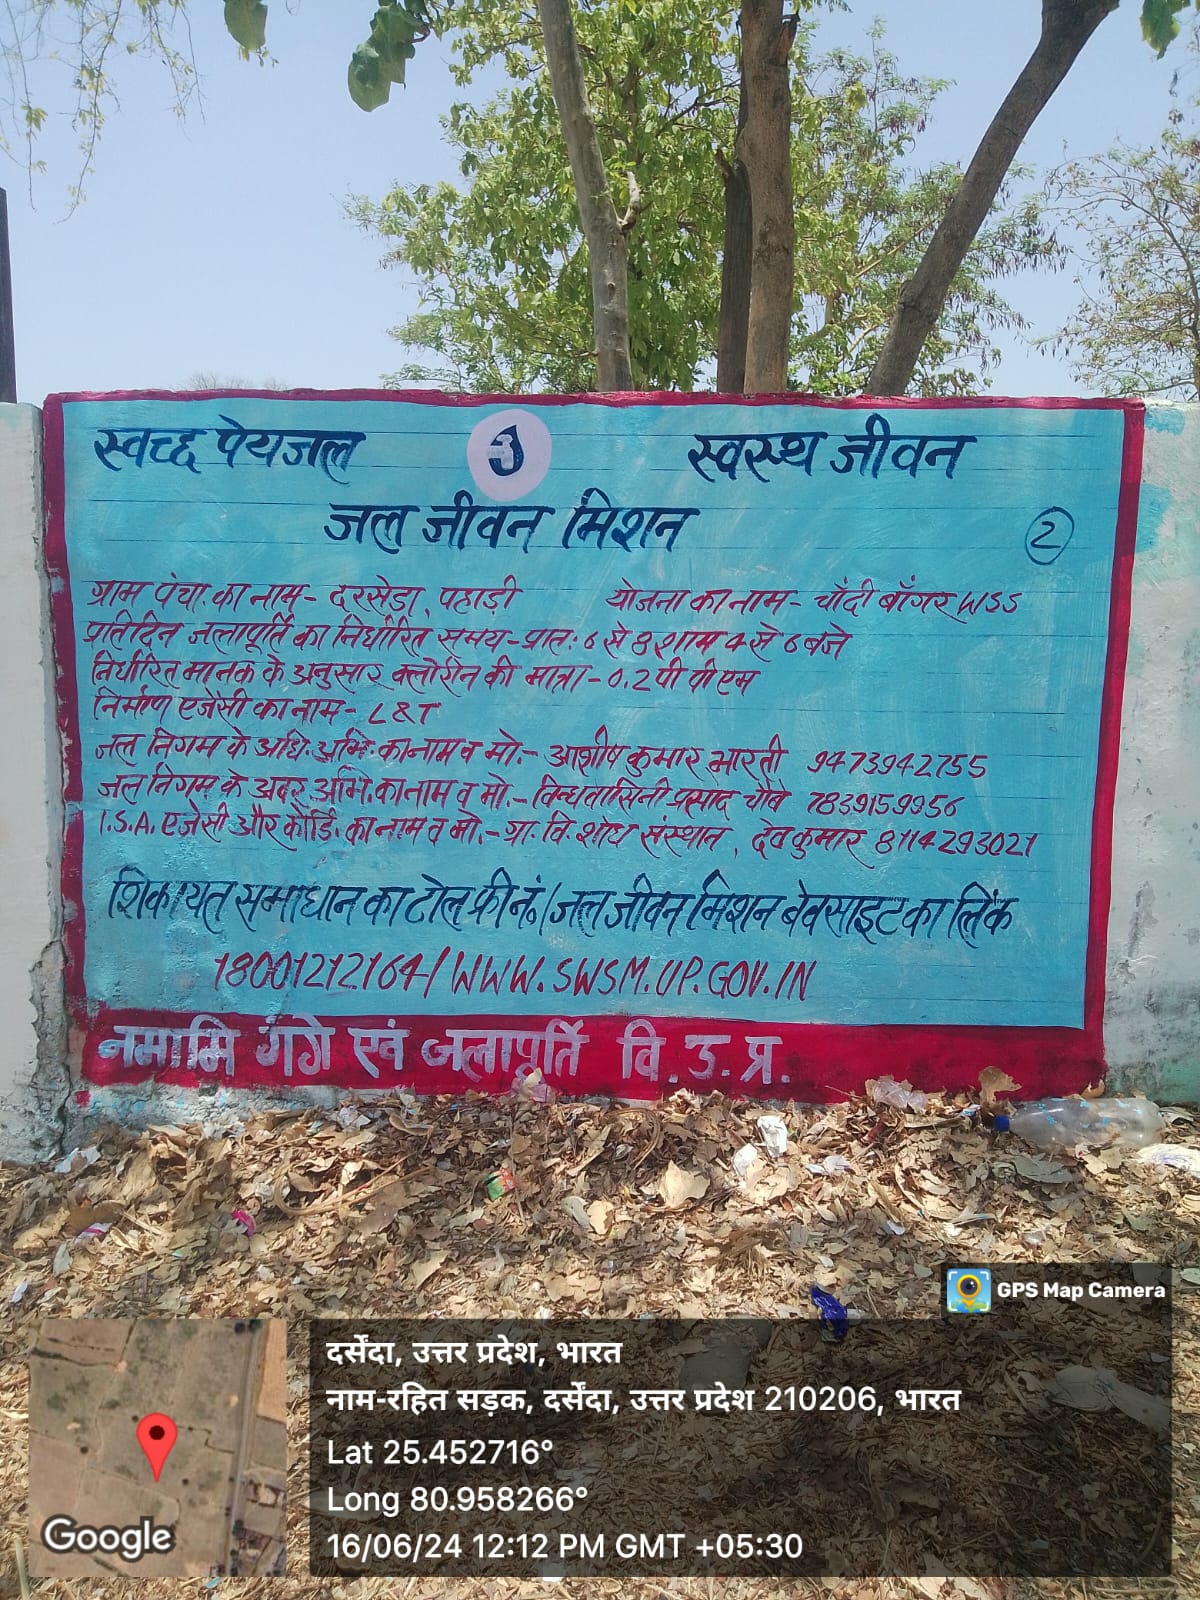 स्वच्छ पेयजल स्वस्थ जीवन
जल जीवन मिशन
2
ग्राम पंचा. का नाम- दरसेडा, पहाड़ी योजना का नाम- चाँदी बाँगर WSS
प्रतिदिन जलापूर्ति का निर्धारित समय-प्रातः 6 से 8 शाम 4 से 6 बजे
निर्धारित मानक के अनुसार क्लोरीन की मात्रा-0.2 पी पी एम
निर्माण एजेंसी का नाम- L&T
जल निगम के अधि. अभि. का नाम व मो.- आशीष कुमार भारती 9473942755
जल निगम के अवर अभि. का नाम व मो.- विन्धवासिनी प्रसाद चौबे 7839159956
I.S.A. एजेंसी और कोर्डि. का नाम व मो.- ग्रा. वि. शोध संस्थान, देव कुमार 8114293021
शिकायत समाधान का टोल फ्री नं./जल जीवन मिशन बेवसाइट का लिंक
18001212164/WWW.SWSM.UP.GOV.IN
नमामि गंगे एवं जलापूर्ति वि. उ. प्र.
GPS Map Camera
दर्सेंदा, उत्तर प्रदेश, भारत
नाम-रहित सड़क, दर्सेंदा, उत्तर प्रदेश 210206, भारत
Lat 25.452716°
Long 80.958266°
16/06/24 12:12 PM GMT +05:30
Google